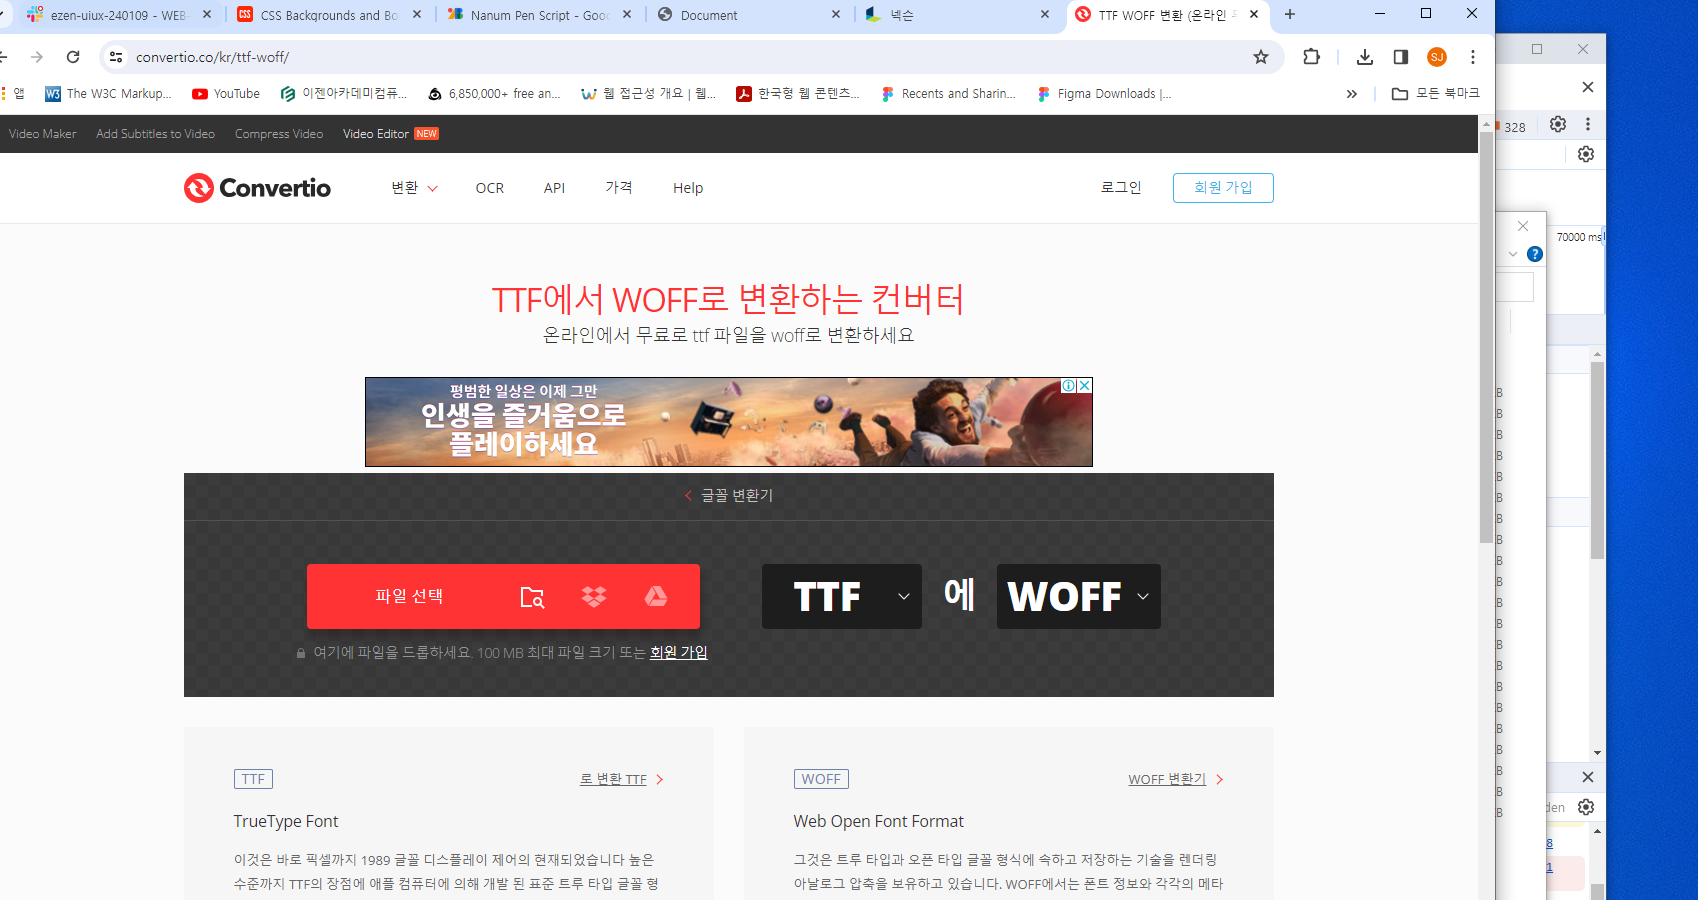 ezen-uiux-240109 - WEB-
CSS Backgrounds and Bo
Nanum Pen Script - Goo
Document
넥슨
TTF WOFF 변환 (온라인 무
convertio.co/kr/ttf-woff/
SJ
앱
The W3C Markup...
YouTube
이젠아카데미컴퓨...
6,850,000+ free an...
웹 접근성 개요 | 웹...
한국형 웹 콘텐츠...
Recents and Sharin...
Figma Downloads |...
모든 북마크
Video Maker
Add Subtitles to Video
Compress Video
Video Editor NEW
328
Convertio
변환
OCR
API
가격
Help
로그인
회원 가입
70000 ms
TTF에서 WOFF로 변환하는 컨버터
온라인에서 무료로 ttf 파일을 woff로 변환하세요
평범한 일상은 이제 그만
인생을 즐거움으로
플레이하세요
글꼴 변환기
파일 선택
TTF
에
WOFF
여기에 파일을 드롭하세요. 100 MB 최대 파일 크기 또는 회원 가입
TTF
로 변환 TTF
TrueType Font
이것은 바로 픽셀까지 1989 글꼴 디스플레이 제어의 현재되었습니다 높은
수준까지 TTF의 장점에 애플 컴퓨터에 의해 개발 된 표준 트루 타입 글꼴 형
WOFF
WOFF 변환기
Web Open Font Format
그것은 트루 타입과 오픈 타입 글꼴 형식에 속하고 저장하는 기술을 렌더링
아날로그 압축을 보유하고 있습니다. WOFF에서는 폰트 정보와 각각의 메타
den
8
1